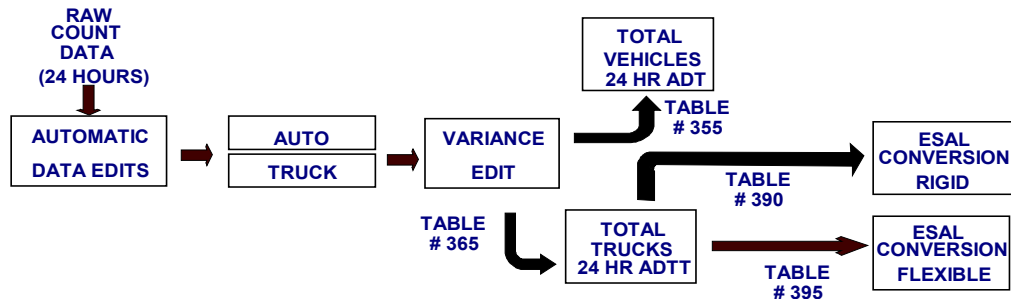 RAW
COUNT
DATA
(24 HOURS)
AUTOMATIC
DATA EDITS
AUTO
TRUCK
VARIANCE
EDIT
TOTAL
VEHICLES
24 HR ADT
TABLE
# 355
TABLE
# 365
TOTAL
TRUCKS
24 HR ADTT
TABLE
# 390
ESAL
CONVERSION
RIGID
TABLE
# 395
ESAL
CONVERSION
FLEXIBLE